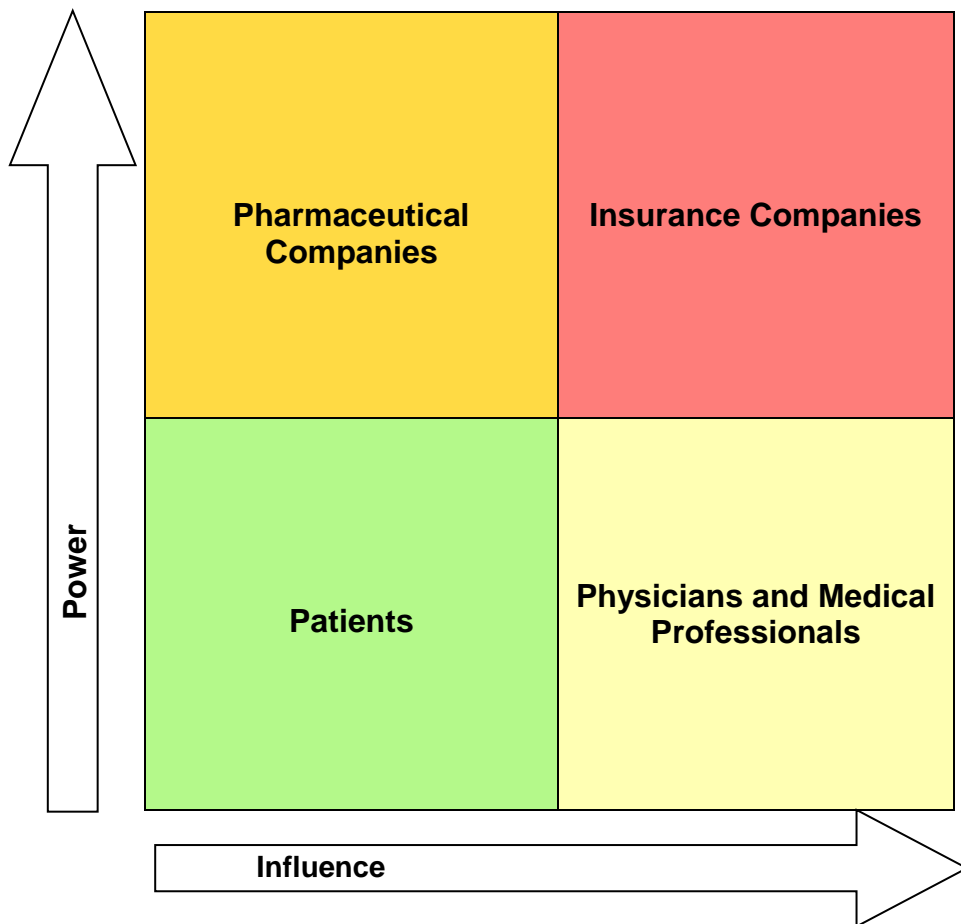 Pharmaceutical
Companies
Insurance Companies
Power
Patients
Physicians and Medical
Professionals
Influence